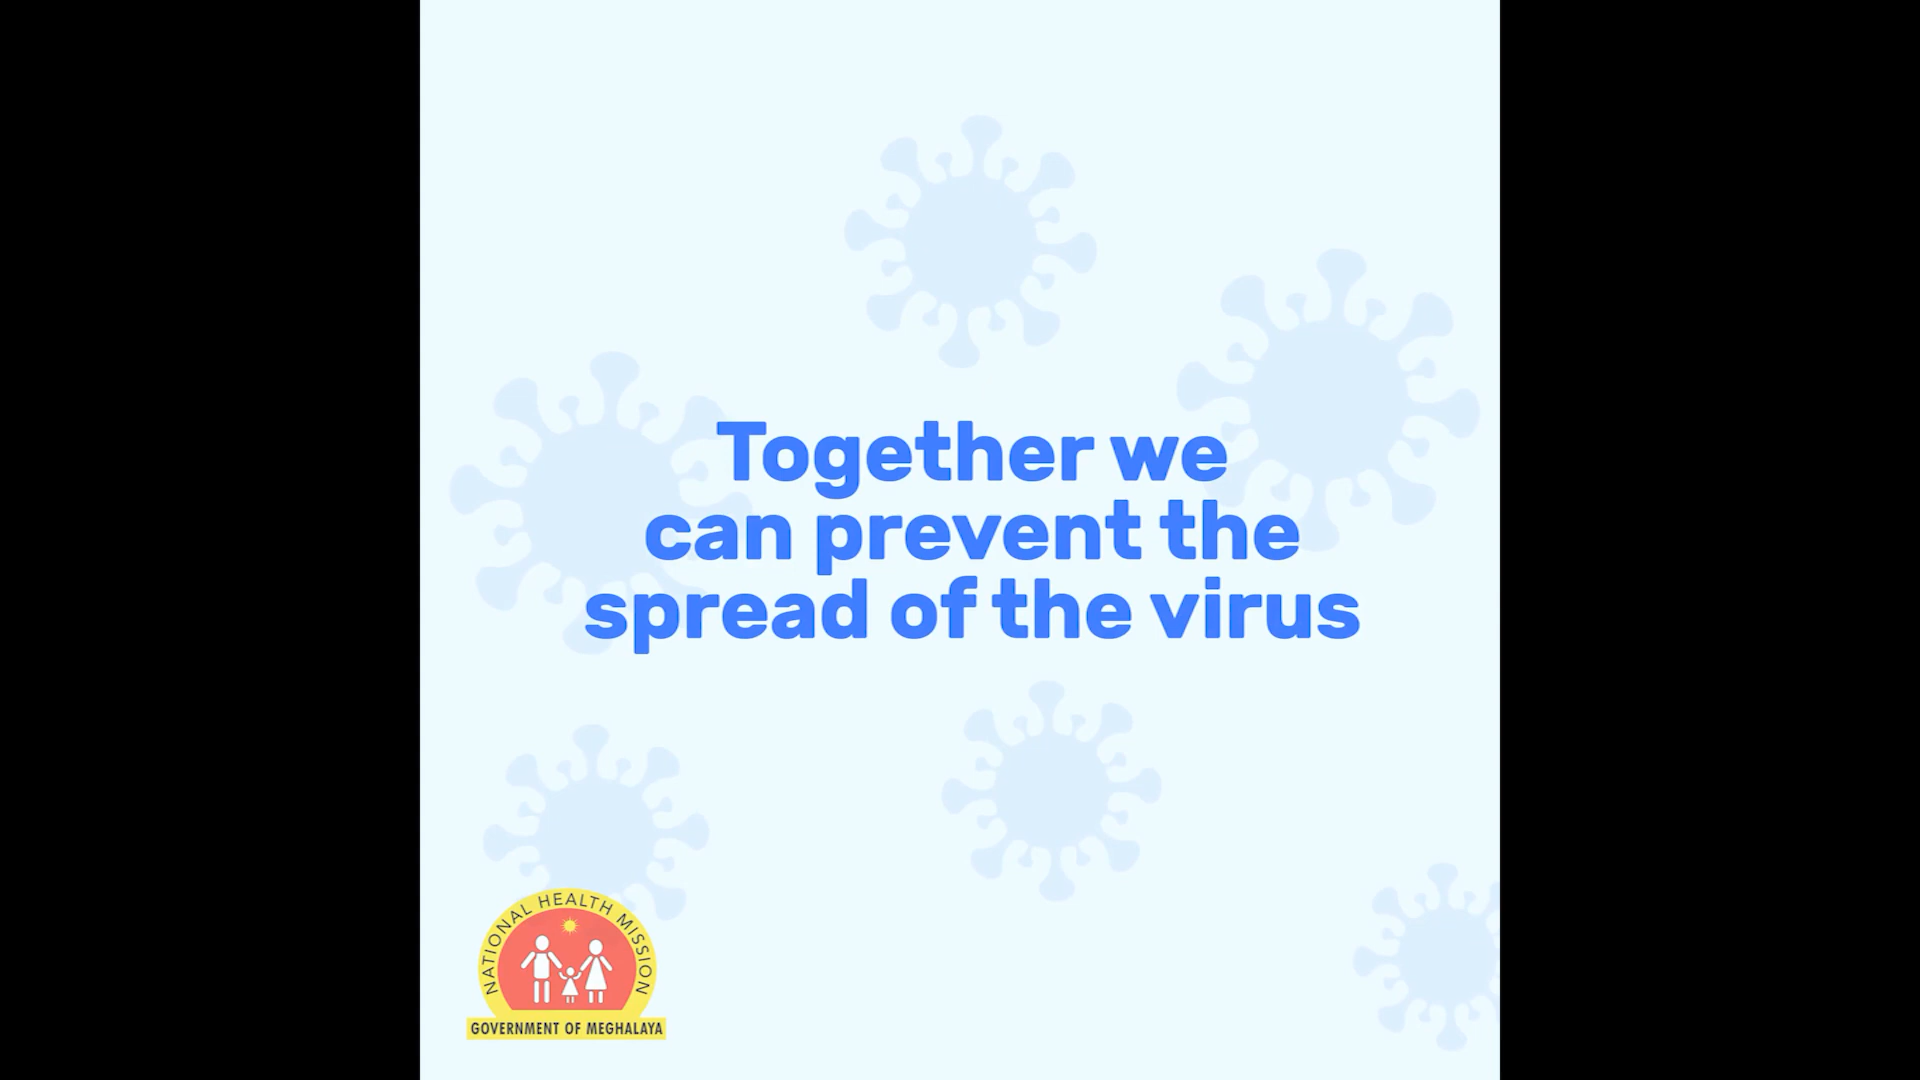 Together we
can prevent the
spread of the virus
NATIONAL HEALTH MISSION
GOVERNMENT OF MEGHALAYA